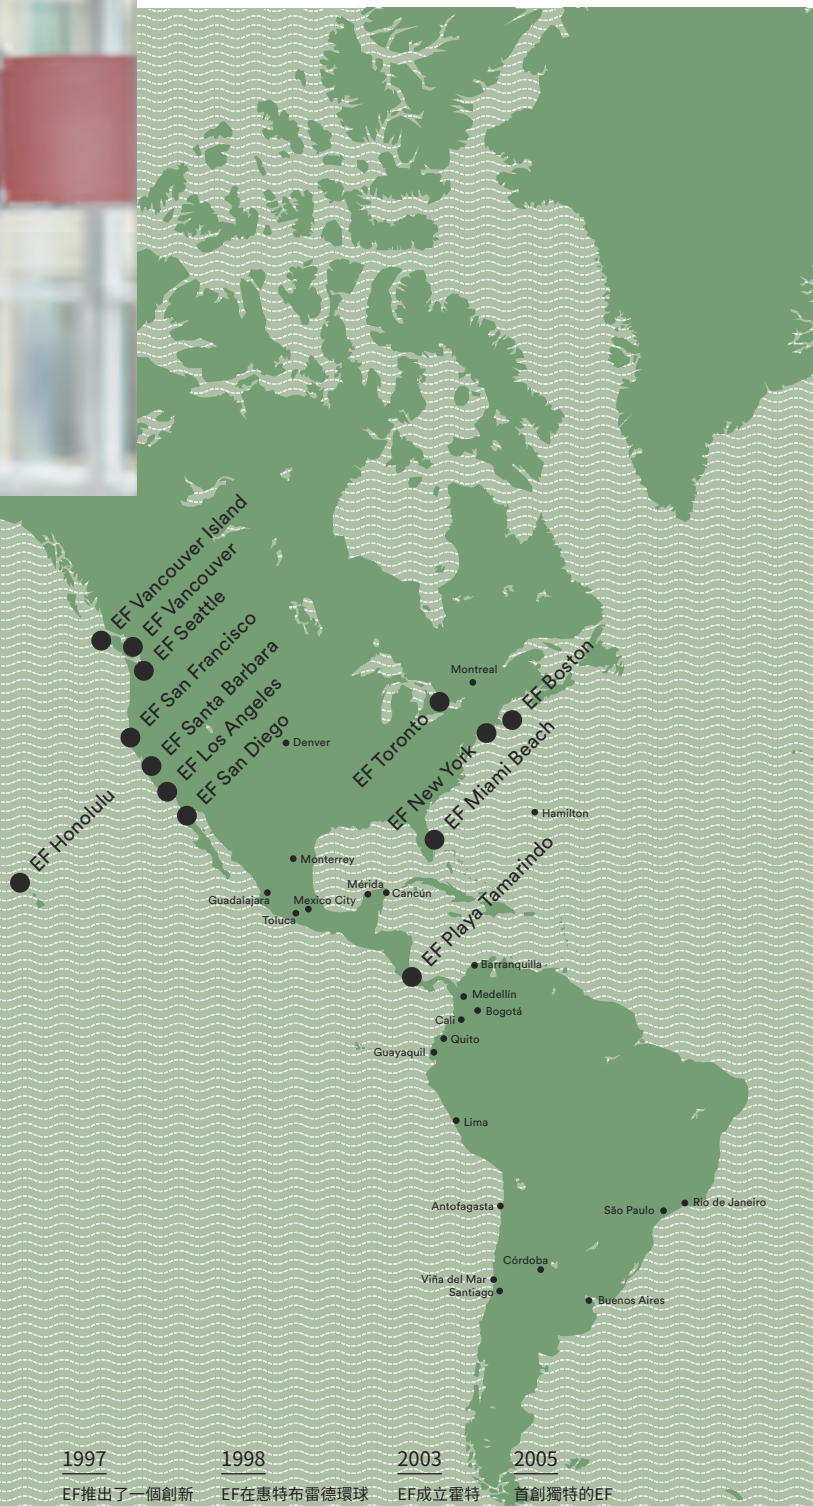 EF Vancouver Island
EF Vancouver
EF Seattle
EF San Francisco
EF Santa Barbara
EF Los Angeles
EF San Diego
EF Honolulu
Denver
Montreal
EF Toronto
EF Boston
EF New York
EF Miami Beach
Hamilton
Monterrey
Mérida
Cancún
Guadalajara
Mexico City
Toluca
EF Playa Tamarindo
Barranquilla
Medellín
Bogotá
Cali
Quito
Guayaquil
Lima
Antofagasta
São Paulo
Rio de Janeiro
Córdoba
Viña del Mar
Santiago
Buenos Aires
1997
EF推出了一個創新
1998
EF在惠特布雷德環球
2003
EF成立霍特
2005
首創獨特的EF